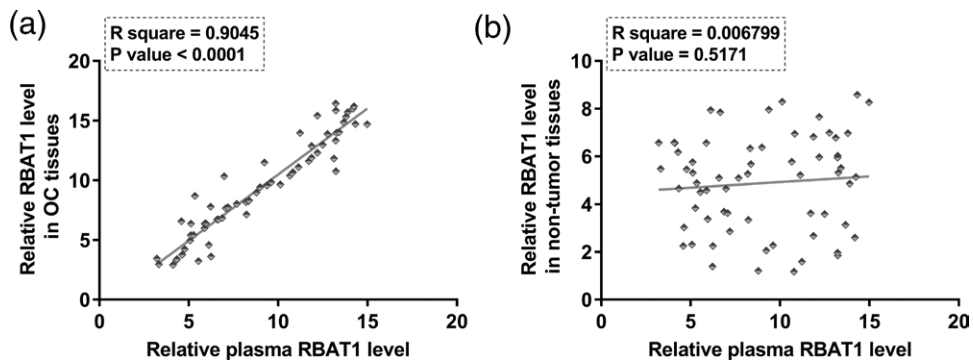 (a)
R square = 0.9045
P value < 0.0001
Relative RBAT1 level
in OC tissues
20
15
10
5
0
0 5 10 15 20
Relative plasma RBAT1 level
(b)
R square = 0.006799
P value = 0.5171
Relative RBAT1 level
in non-tumor tissues
10
8
6
4
2
0
0 5 10 15 20
Relative plasma RBAT1 level